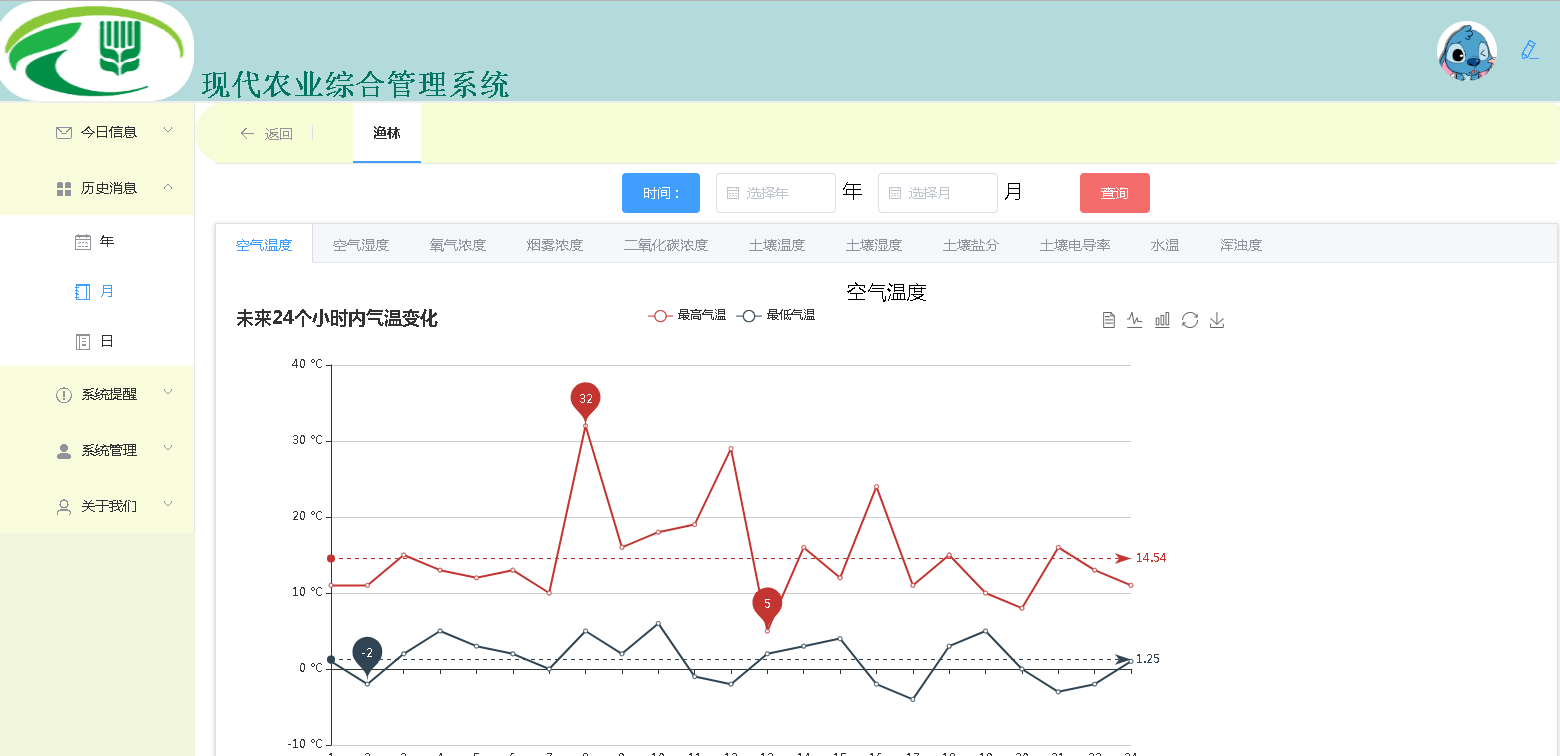 现代农业综合管理系统
今日信息
历史消息
年
月
日
系统提醒
系统管理
关于我们
返回
渔林
时间：
选择年
年
选择月
月
查询
空气温度 空气湿度 氧气浓度 烟雾浓度 二氧化碳浓度 土壤温度 土壤湿度 土壤盐分 土壤电导率 水温 浑浊度
空气温度
未来24个小时内气温变化
最高气温 最低气温
40 °C
32
30 °C
20 °C
14.54
10 °C
5
-2
0 °C
1.25
-10 °C